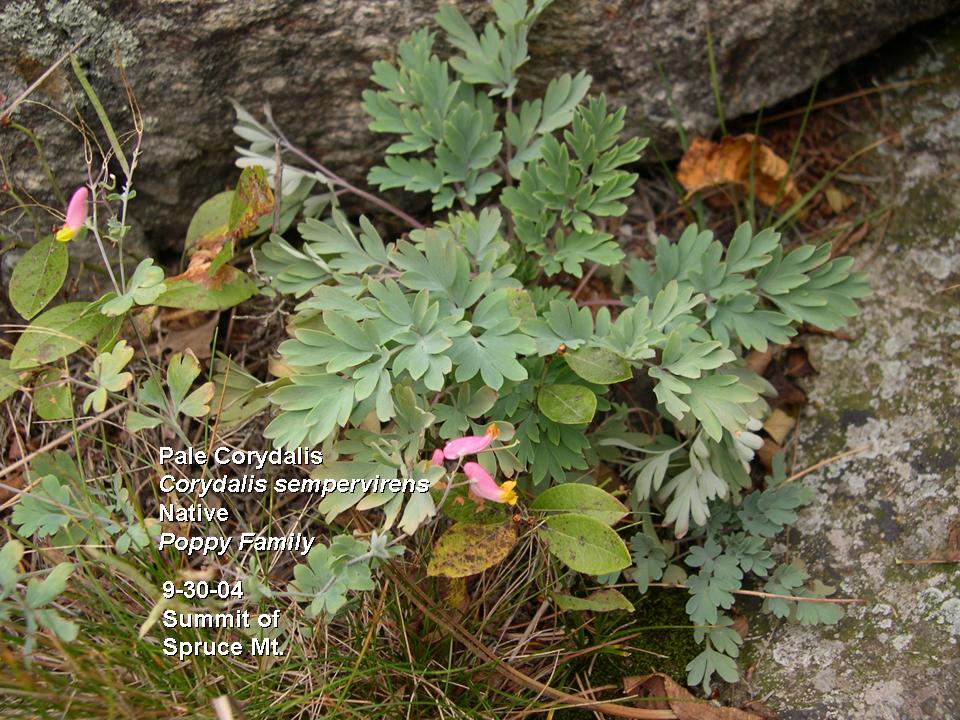 Pale Corydalis
Corydalis sempervirens
Native
Poppy Family
9-30-04
Summit of
Spruce Mt.